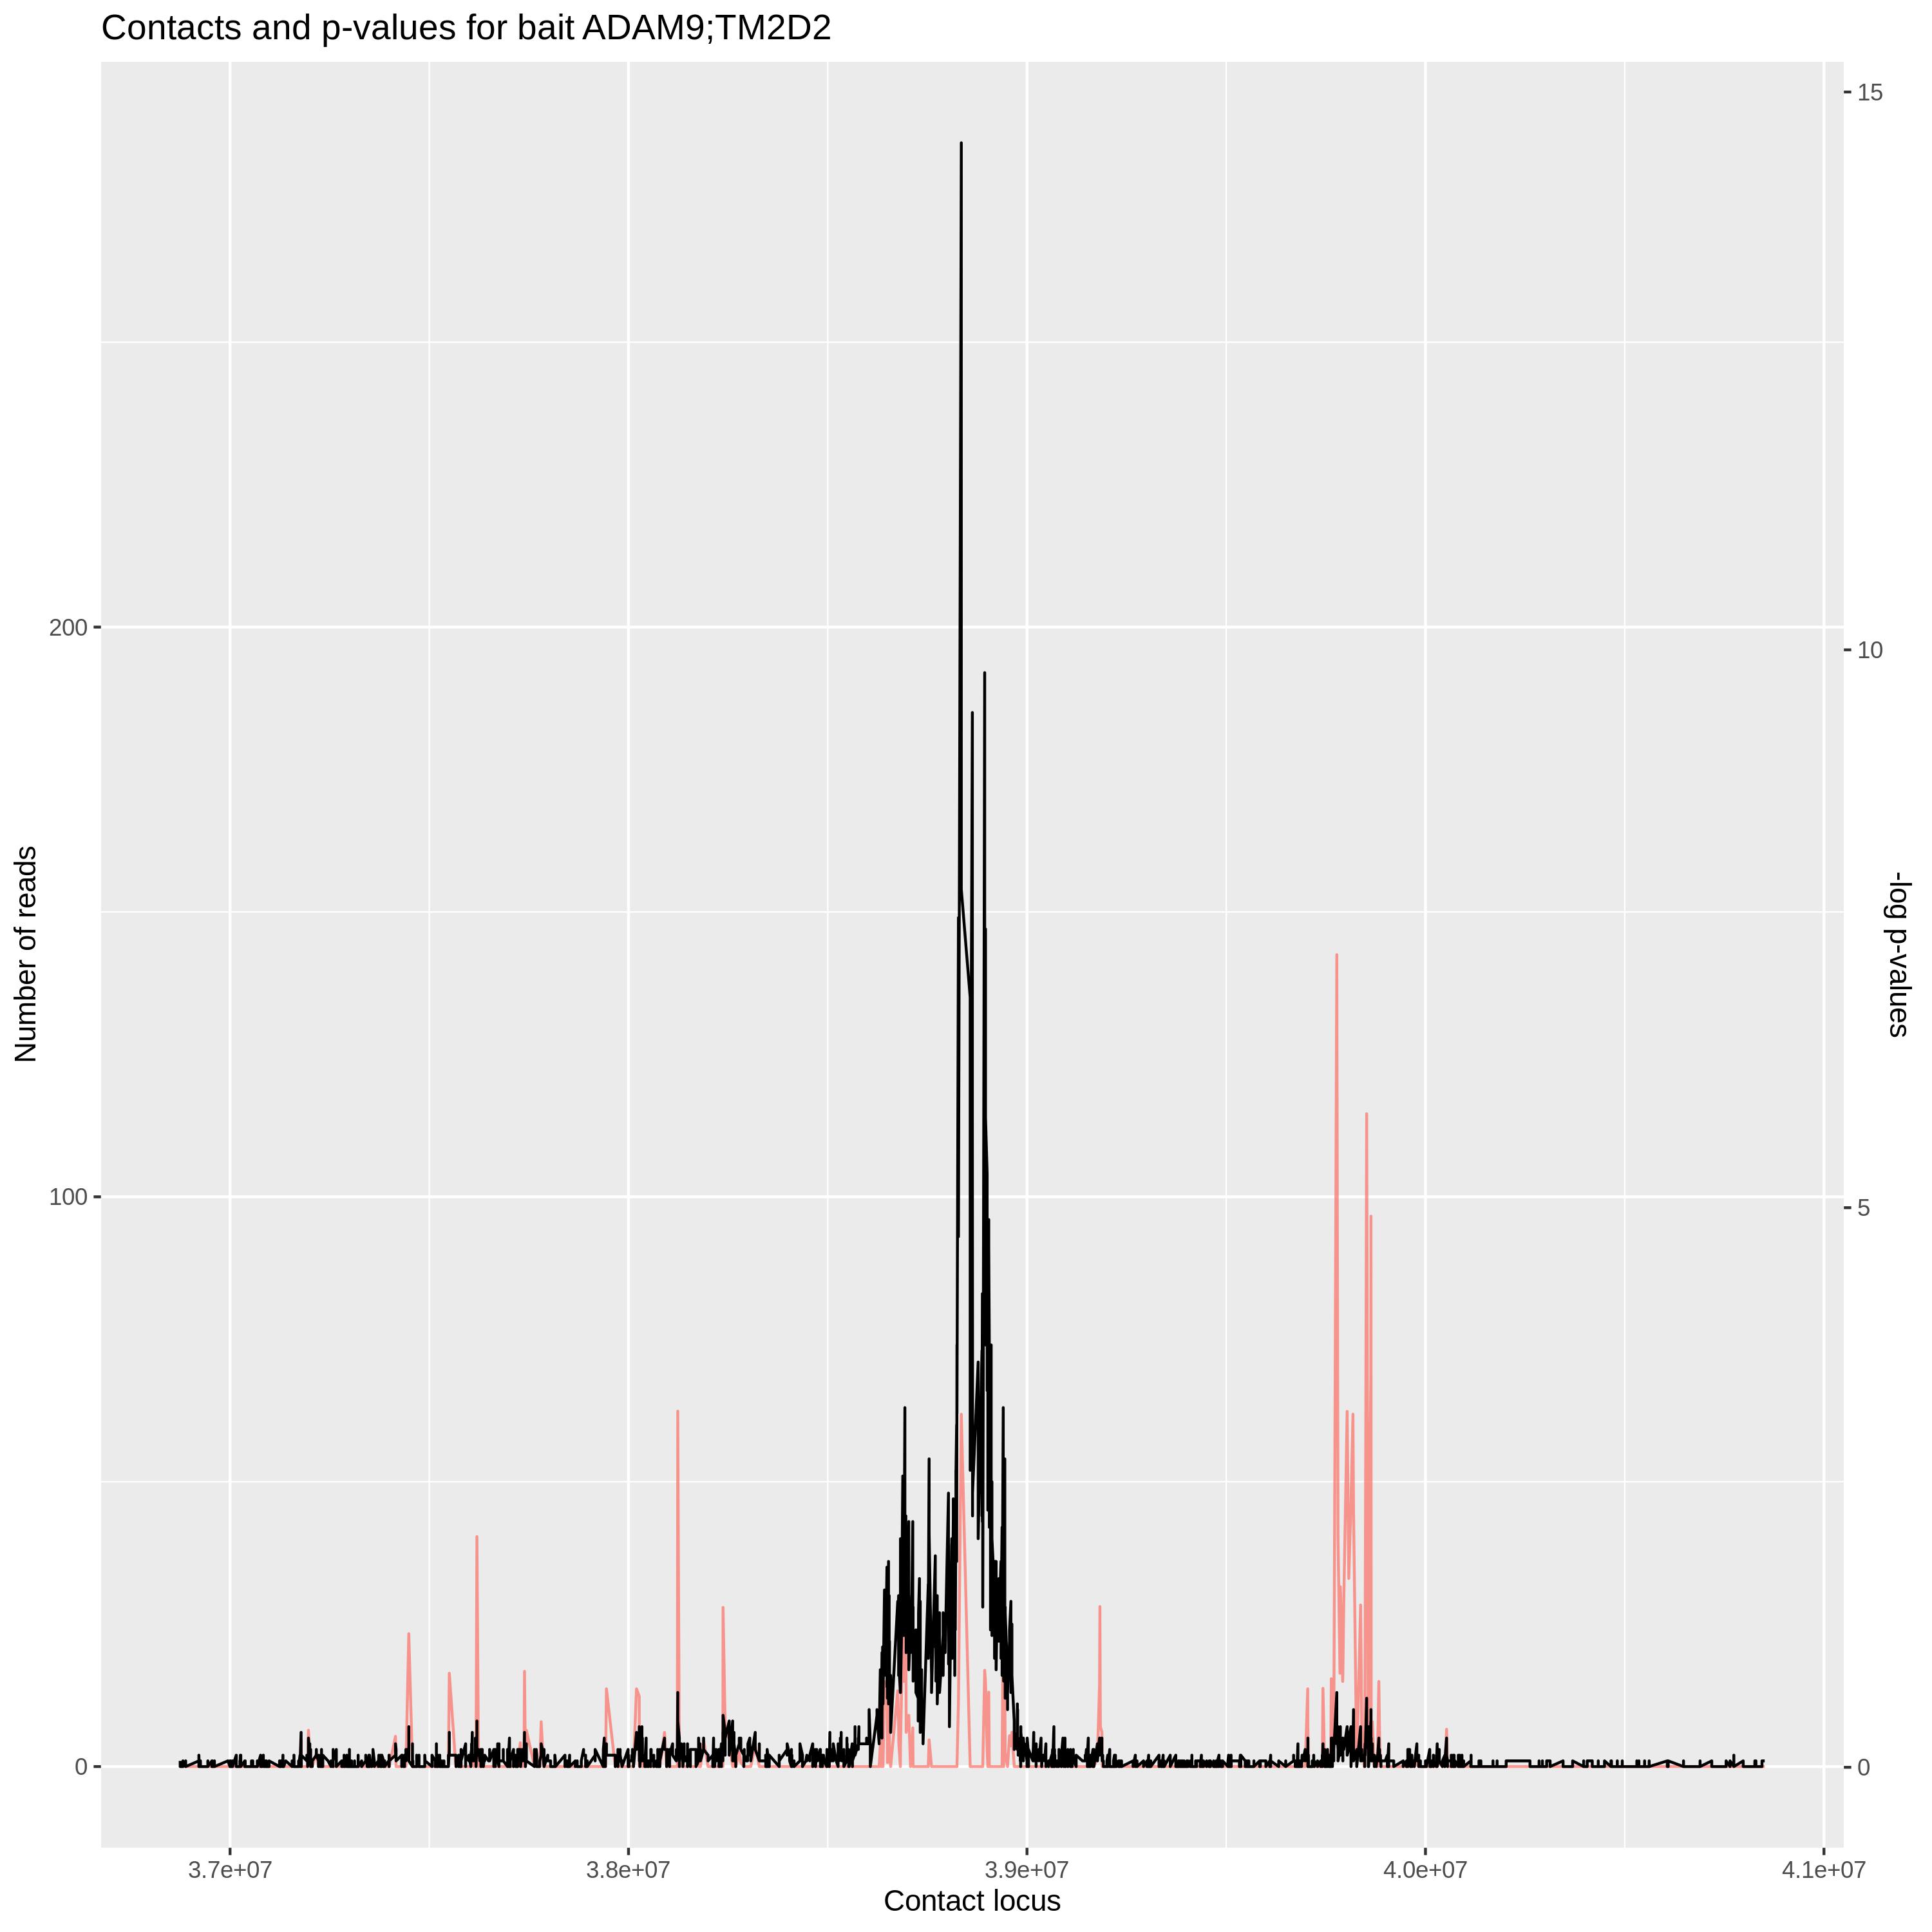 Contacts and p-values for bait ADAM9;TM2D2
15
200
10
Number of reads
-log p-values
100
5
0
0
3.7e+07
3.8e+07
3.9e+07
4.0e+07
4.1e+07
Contact locus